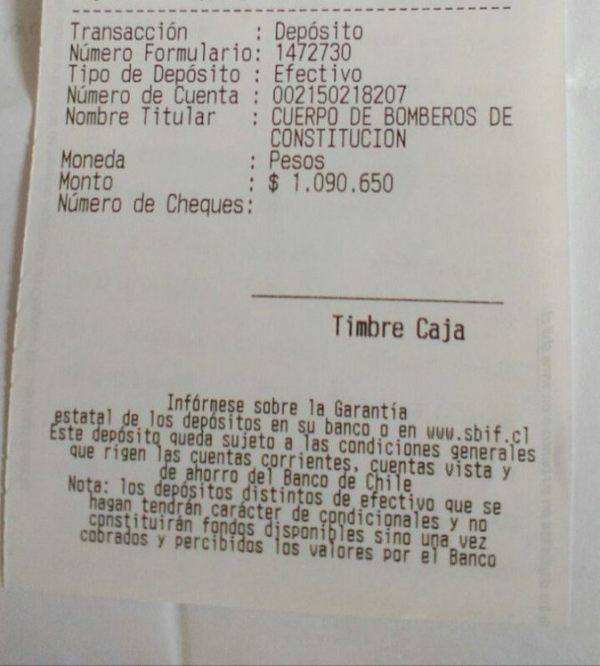 Transacción : Depósito
Número Formulario: 1472730
Tipo de Depósito : Efectivo
Número de Cuenta : 002150218207
Nombre Titular : CUERPO DE BOMBEROS DE
CONSTITUCION
Moneda : Pesos
Monto : $ 1.090.650
Número de Cheques:
Timbre Caja
Infórmese sobre la Garantía
estatal de los depósitos en su banco o en www.sbif.cl
Este depósito queda sujeto a las condiciones generales
que rigen las cuentas corrientes, cuentas vista y
de ahorro del Banco de Chile
Nota: los depósitos distintos de efectivo que se
hagan tendrán carácter de condicionales y no
constituirán fondos disponibles sino una vez
cobrados y percibidos los valores por el Banco